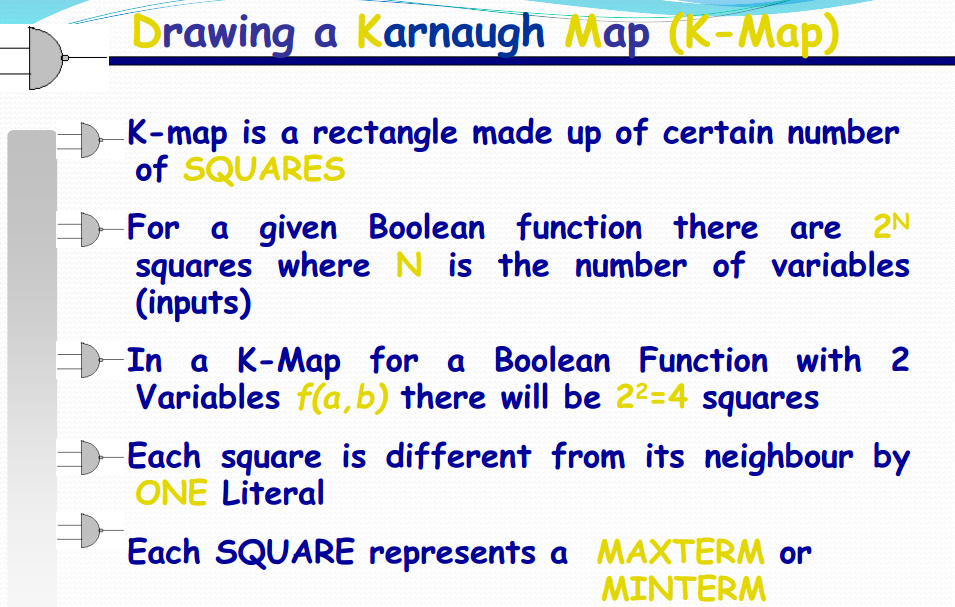 Drawing a Karnaugh Map (K-Map)
K-map is a rectangle made up of certain number
of SQUARES
For a given Boolean function there are 2ᴺ
squares where N is the number of variables
(inputs)
In a K-Map for a Boolean Function with 2
Variables f(a,b) there will be 2²=4 squares
Each square is different from its neighbour by
ONE Literal
Each SQUARE represents a MAXTERM or
MINTERM